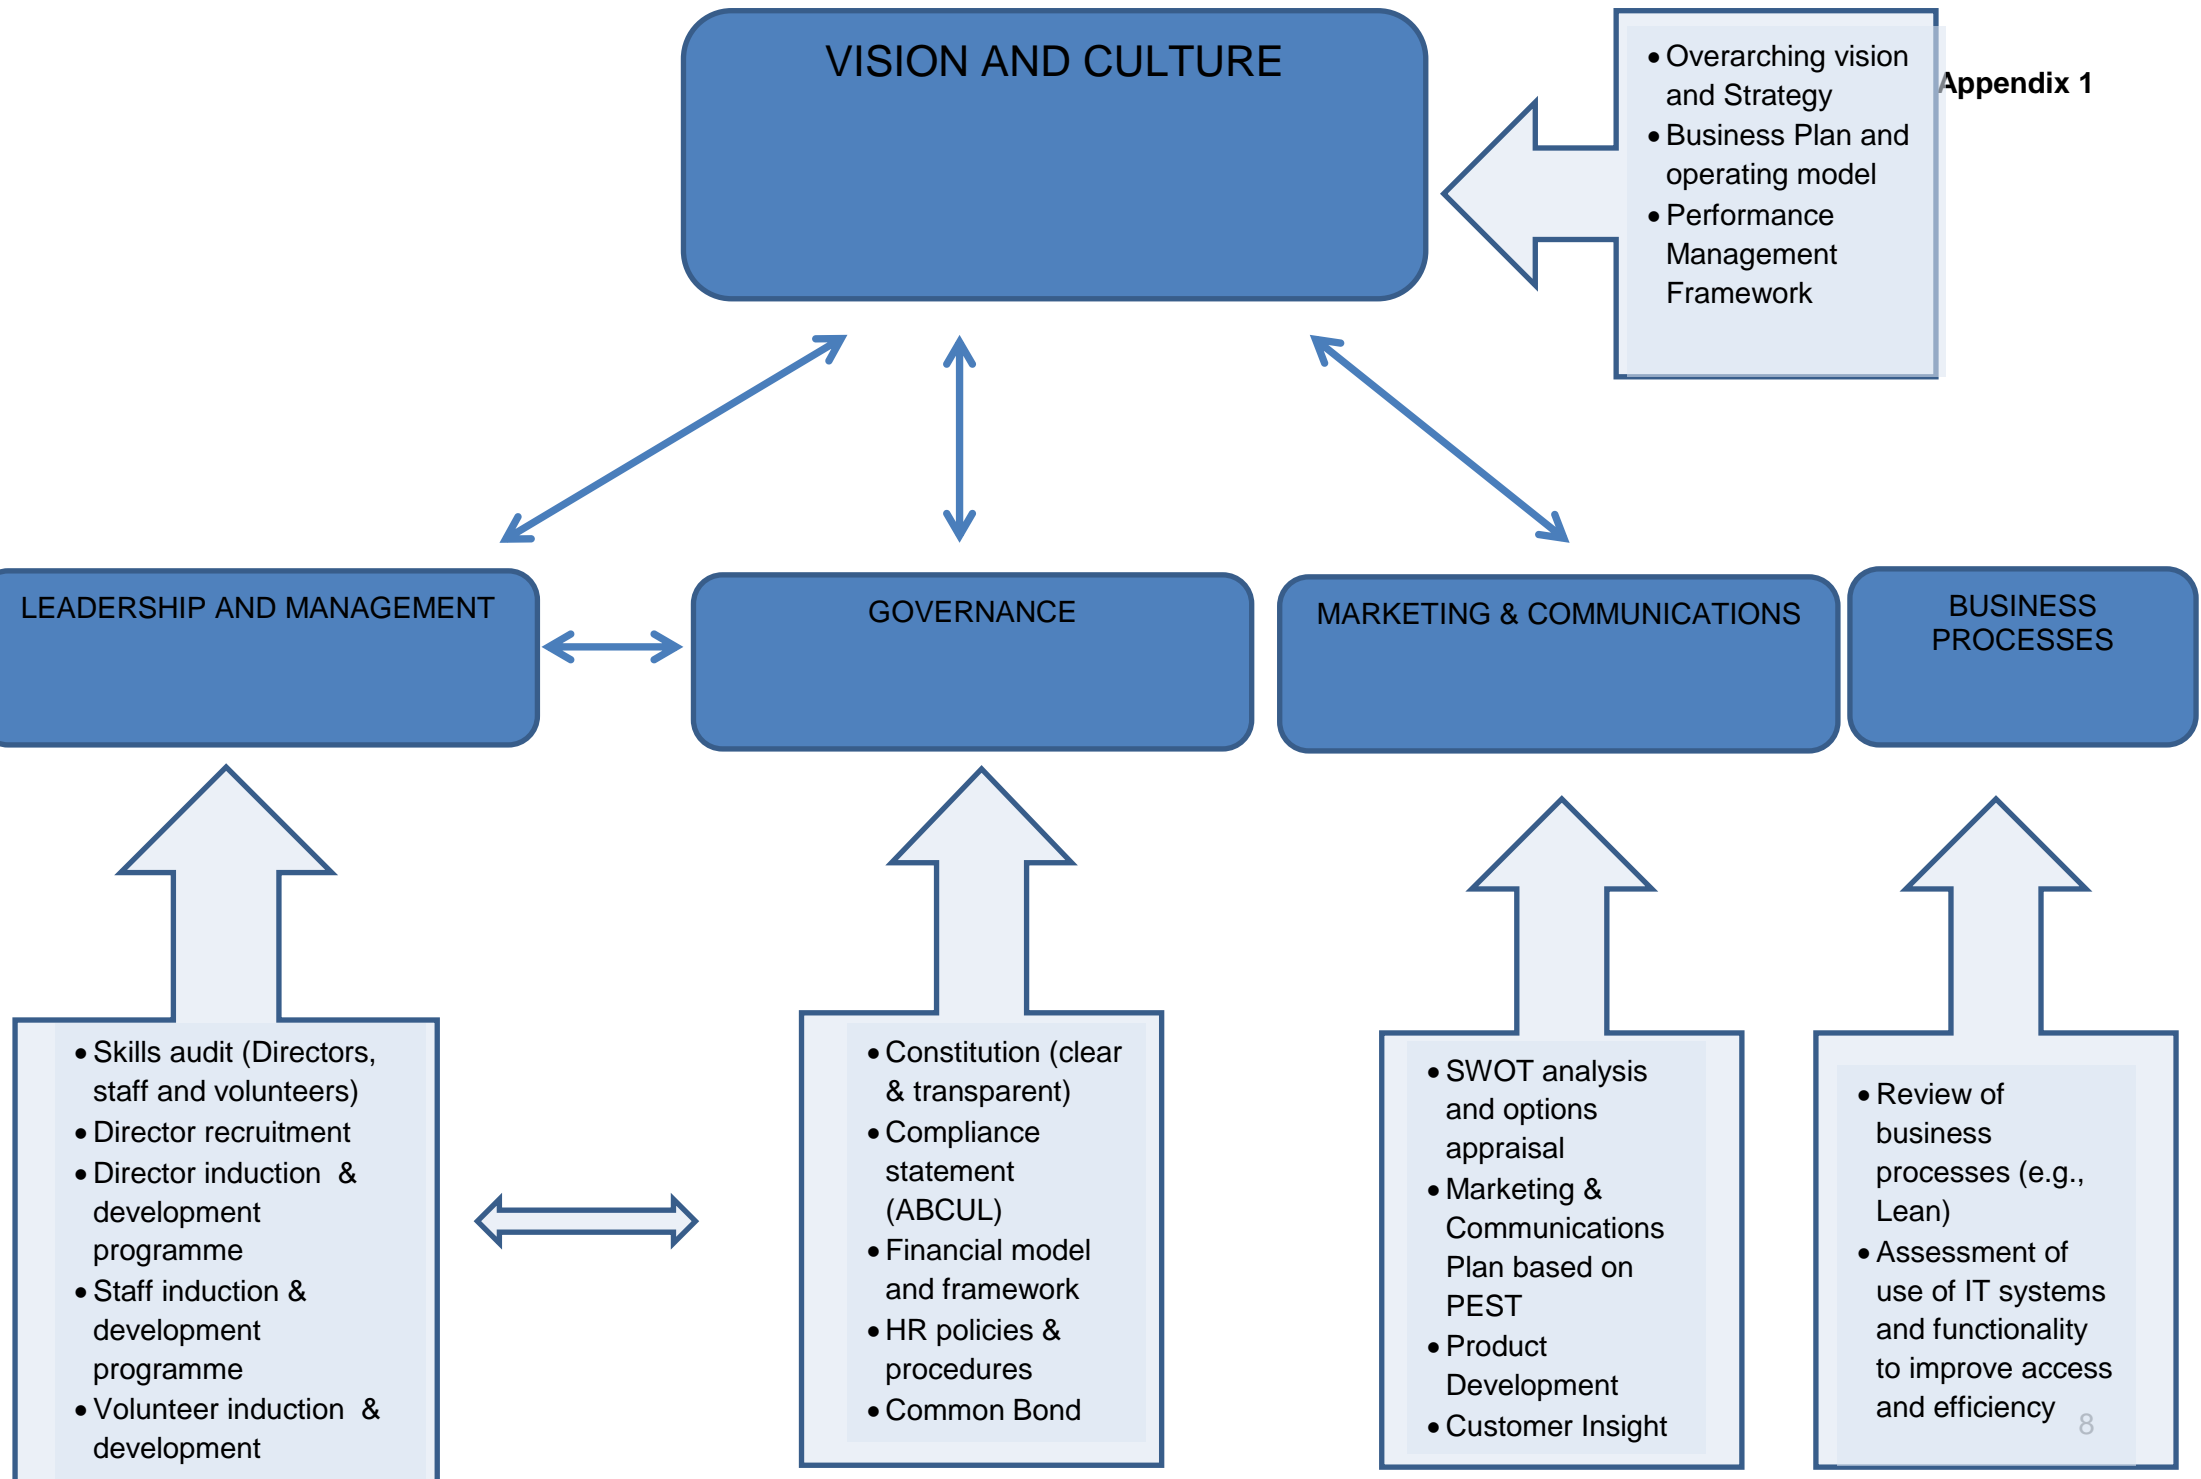 VISION AND CULTURE
• Overarching vision
and Strategy
• Business Plan and
operating model
• Performance
Management
Framework
Appendix 1
LEADERSHIP AND MANAGEMENT
GOVERNANCE
MARKETING & COMMUNICATIONS
BUSINESS
PROCESSES
• Skills audit (Directors,
staff and volunteers)
• Director recruitment
• Director induction  &
development
programme
• Staff induction &
development
programme
• Volunteer induction  &
development
• Constitution (clear
& transparent)
• Compliance
statement
(ABCUL)
• Financial model
and framework
• HR policies &
procedures
• Common Bond
• SWOT analysis
and options
appraisal
• Marketing &
Communications
Plan based on
PEST
• Product
Development
• Customer Insight
• Review of
business
processes (e.g.,
Lean)
• Assessment of
use of IT systems
and functionality
to improve access
and efficiency
8